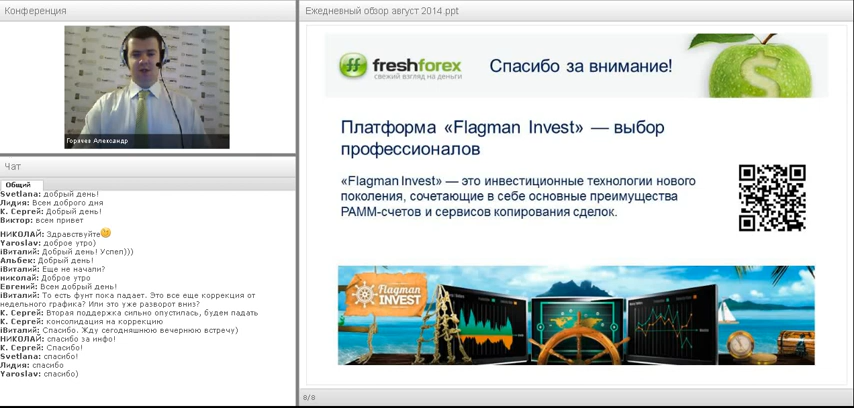 Конференция
Горячев Александр
Чат
Общий
Svetlana: добрый день!
Лидия: Всем доброго дня
К. Сергей: Добрый день!
Виктор: всен привет
НИКОЛАЙ: Здравствуйте
Yaroslav: доброе утро)
iВиталий: Добрый день! Успел)))
Альбек: Добрый день!
iВиталий: Еще не начали?
николай: Доброе утро
Евгений: Всем добрый день!
iВиталий: То есть фунт пока падает. Это все еще коррекция от
недельного графика? Или это уже разворот вниз?
К. Сергей: Вторая поддержка сильно опустилась, будем падать
К. Сергей: консолидация на коррекцию
iВиталий: Спасибо. Жду сегодняшнюю вечернюю встречу)
НИКОЛАЙ: спасибо за инфо!
К. Сергей: Спасибо!
Svetlana: спасибо!
Лидия: спасибо
Yaroslav: спасибо)
Ежедневный обзор август 2014.ppt
freshforex
свежий взгляд на деньги
Спасибо за внимание!
Платформа «Flagman Invest» — выбор
профессионалов
«Flagman Invest» — это инвестиционные технологии нового
поколения, сочетающие в себе основные преимущества
РАММ-счетов и сервисов копирования сделок.
Flagman
INVEST
8/8